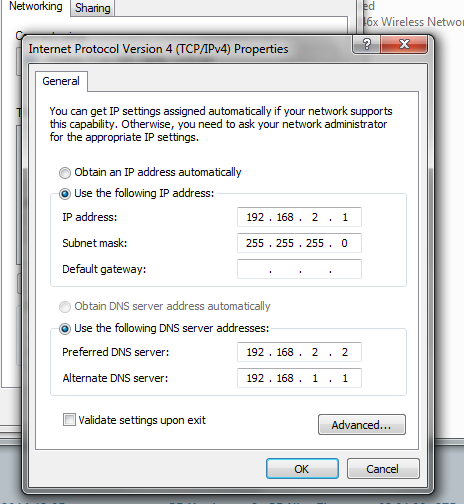 Networking Sharing
Internet Protocol Version 4 (TCP/IPv4) Properties
General
You can get IP settings assigned automatically if your network supports
this capability. Otherwise, you need to ask your network administrator
for the appropriate IP settings.
Obtain an IP address automatically
Use the following IP address:
IP address: 192 . 168 . 2 . 1
Subnet mask: 255 . 255 . 255 . 0
Default gateway: . . .
Obtain DNS server address automatically
Use the following DNS server addresses:
Preferred DNS server: 192 . 168 . 2 . 2
Alternate DNS server: 192 . 168 . 1 . 1
Validate settings upon exit
Advanced...
OK Cancel